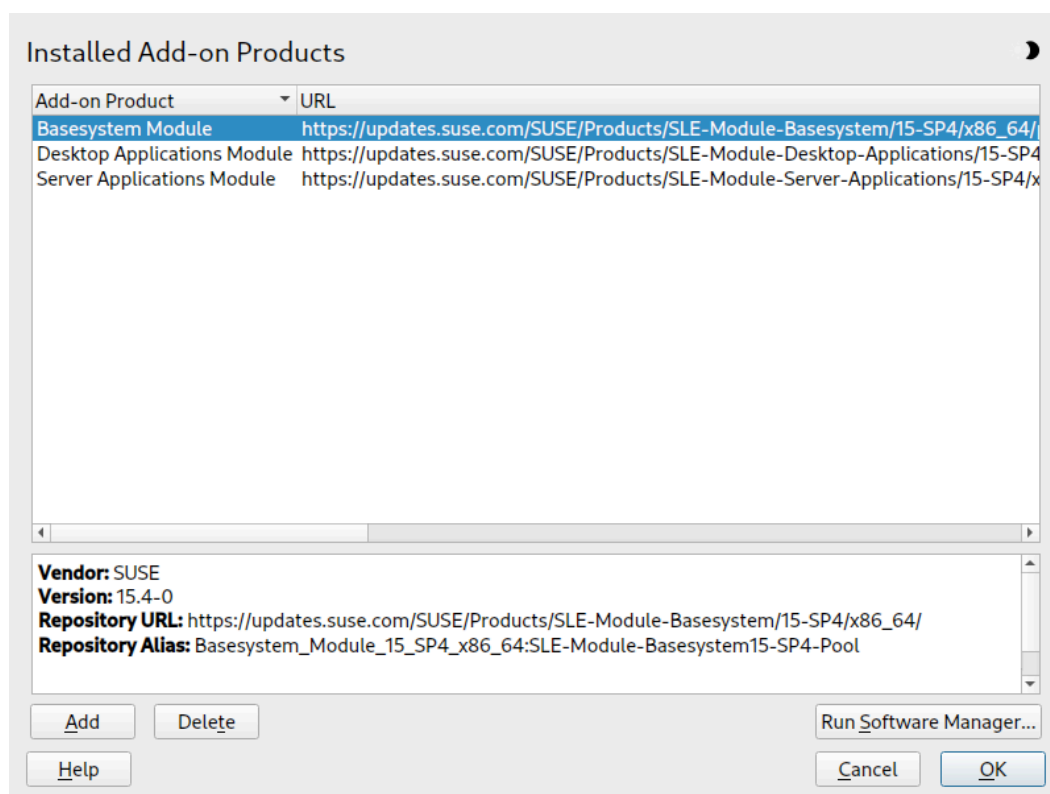 Installed Add-on Products
Add-on Product URL
Basesystem Module https://updates.suse.com/SUSE/Products/SLE-Module-Basesystem/15-SP4/x86_64/
Desktop Applications Module https://updates.suse.com/SUSE/Products/SLE-Module-Desktop-Applications/15-SP4
Server Applications Module https://updates.suse.com/SUSE/Products/SLE-Module-Server-Applications/15-SP4/x
Vendor: SUSE
Version: 15.4-0
Repository URL: https://updates.suse.com/SUSE/Products/SLE-Module-Basesystem/15-SP4/x86_64/
Repository Alias: Basesystem_Module_15_SP4_x86_64:SLE-Module-Basesystem15-SP4-Pool
Add Delete Run Software Manager...
Help Cancel OK